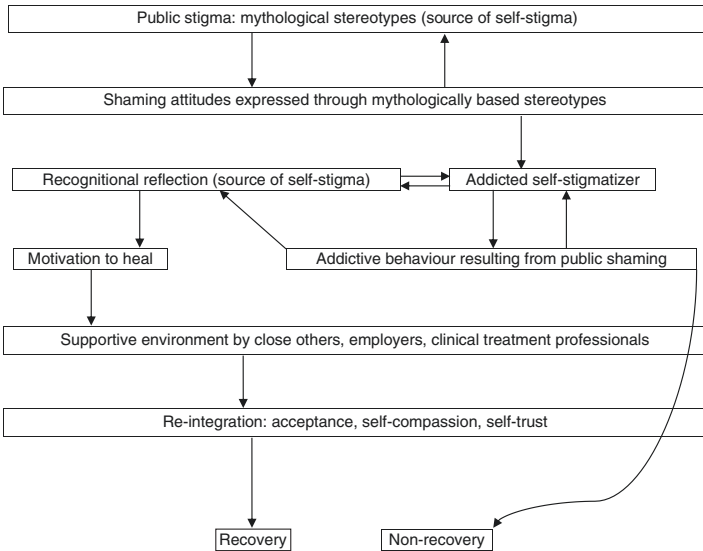 Public stigma: mythological stereotypes (source of self-stigma)
Shaming attitudes expressed through mythologically based stereotypes
Recognitional reflection (source of self-stigma)
Addicted self-stigmatizer
Motivation to heal
Addictive behaviour resulting from public shaming
Supportive environment by close others, employers, clinical treatment professionals
Re-integration: acceptance, self-compassion, self-trust
Recovery
Non-recovery